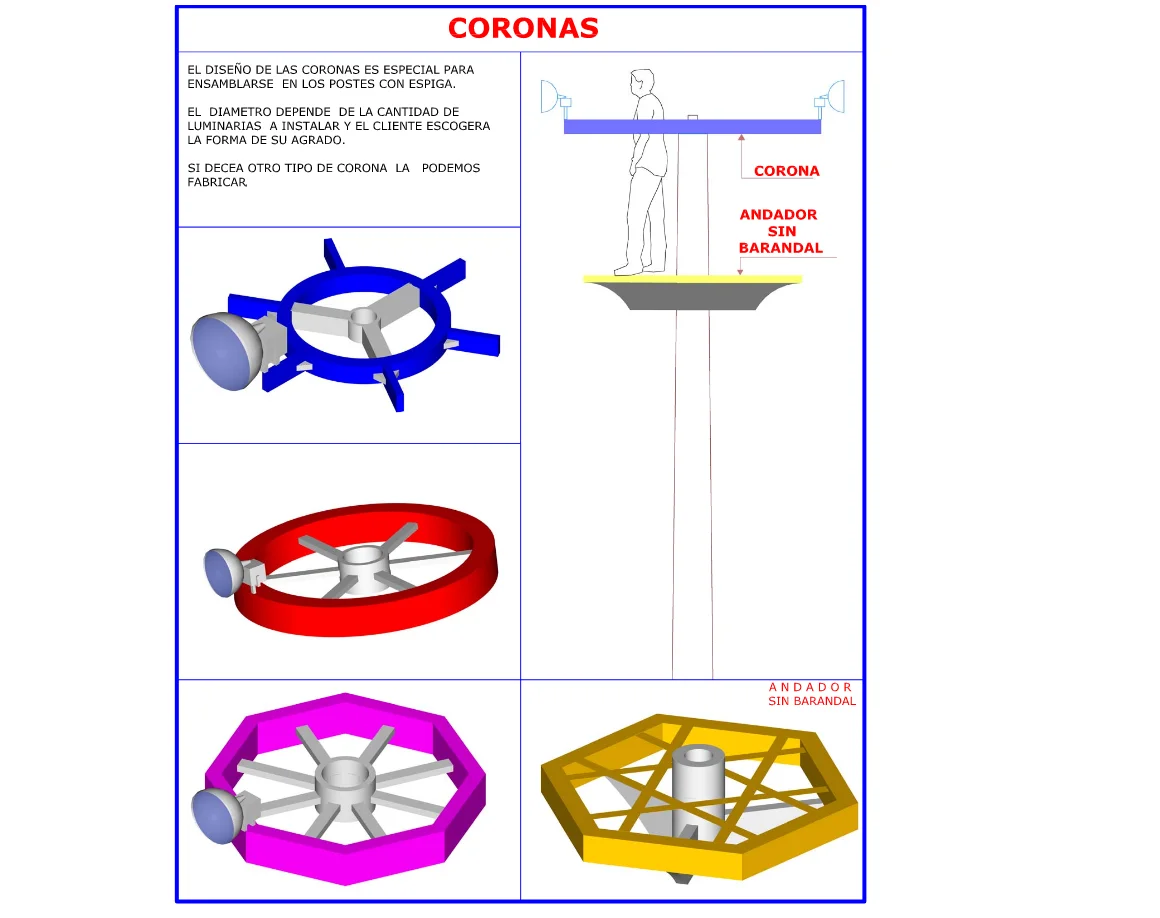 CORONAS
EL DISEÑO DE LAS CORONAS ES ESPECIAL PARA
ENSAMBLARSE EN LOS POSTES CON ESPIGA.
EL DIAMETRO DEPENDE DE LA CANTIDAD DE
LUMINARIAS A INSTALAR Y EL CLIENTE ESCOGERA
LA FORMA DE SU AGRADO.
SI DECEA OTRO TIPO DE CORONA LA PODEMOS
FABRICAR.
CORONA
ANDADOR
SIN
BARANDAL
A N D A D O R
SIN BARANDAL